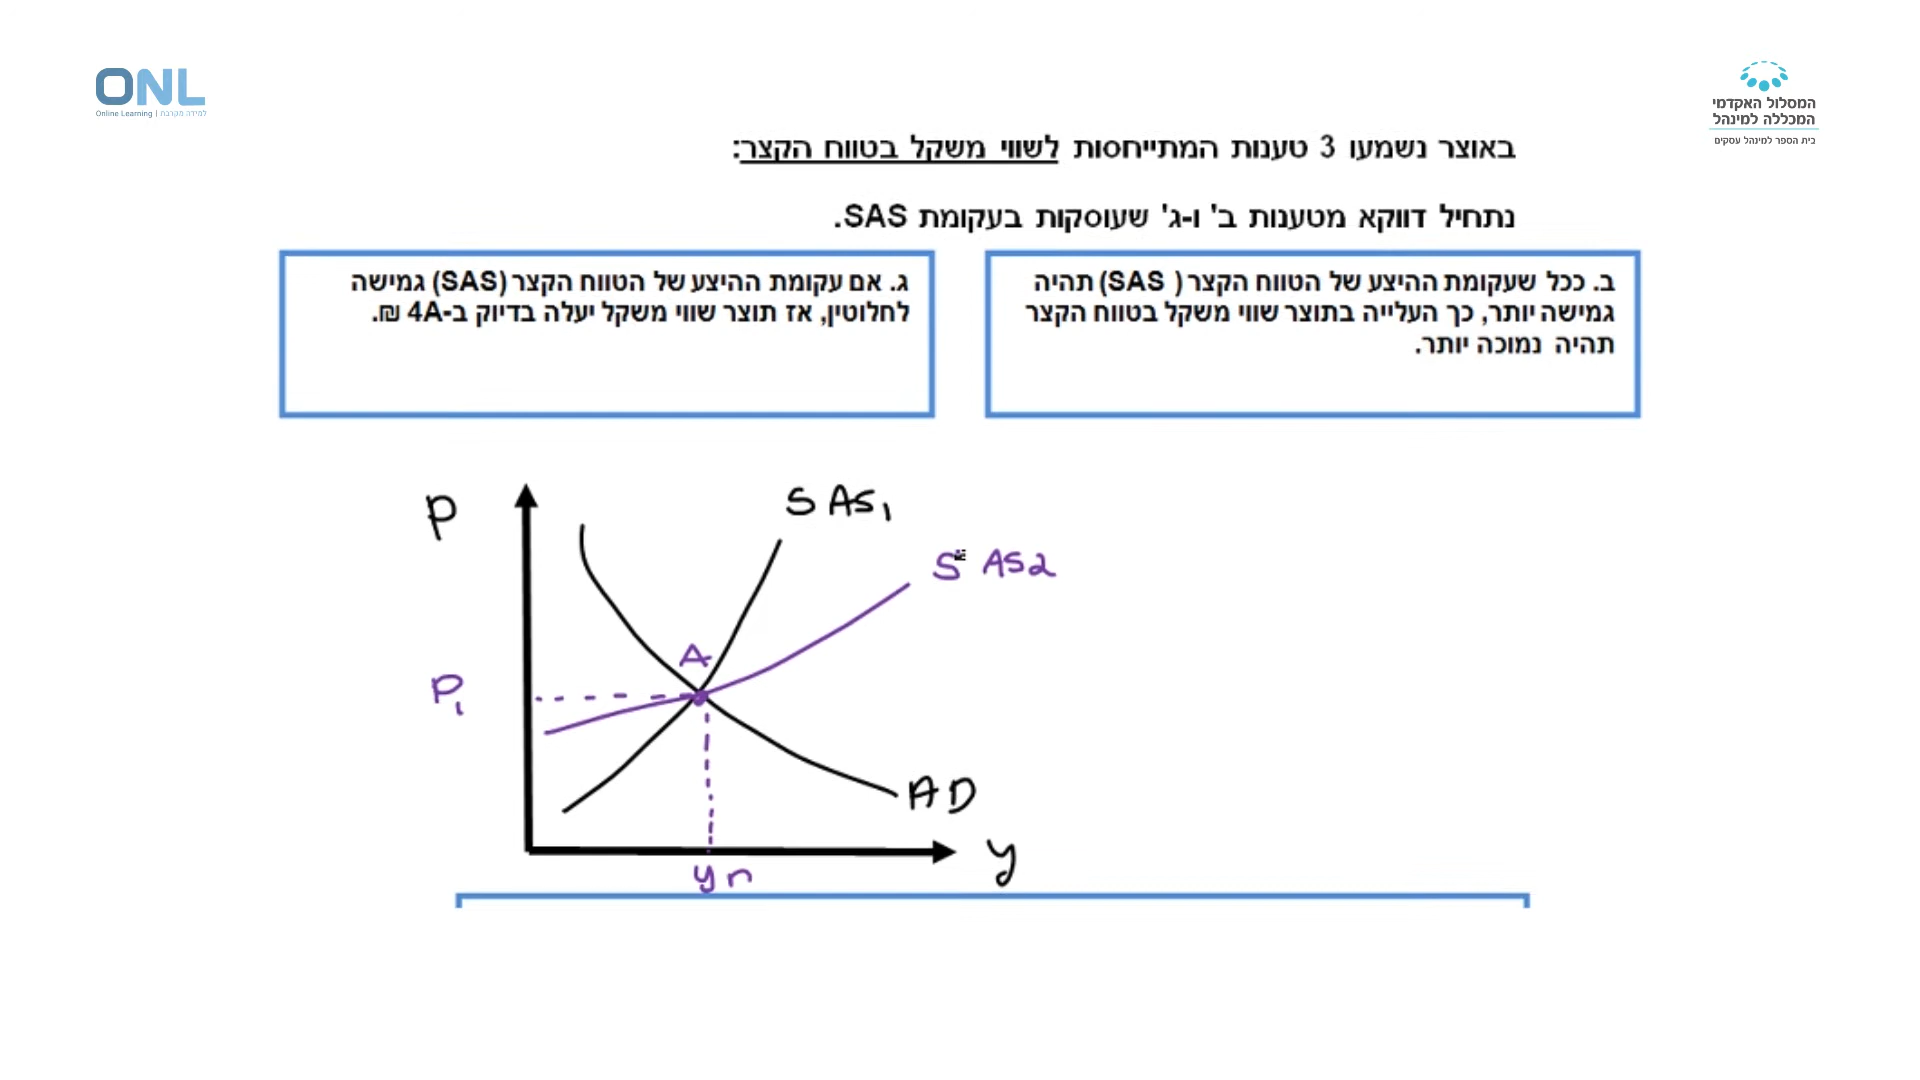 ONL
Online Learning | למידה מקרבת
המסלול האקדמי
המכללה למינהל
בית הספר למינהל עסקים
באוצר נשמעו 3 טענות המתייחסות לשווי משקל בטווח הקצר:
נתחיל דווקא מטענות ב' ו-ג' שעוסקות בעקומת SAS.
ב. ככל שעקומת ההיצע של הטווח הקצר ( SAS) תהיה
גמישה יותר, כך העלייה בתוצר שווי משקל בטווח הקצר
תהיה נמוכה יותר.
ג. אם עקומת ההיצע של הטווח הקצר (SAS) גמישה
לחלוטין, אז תוצר שווי משקל יעלה בדיוק ב-4A ₪.
P
SAS1
SAS2
A
P1
AD
y
yn